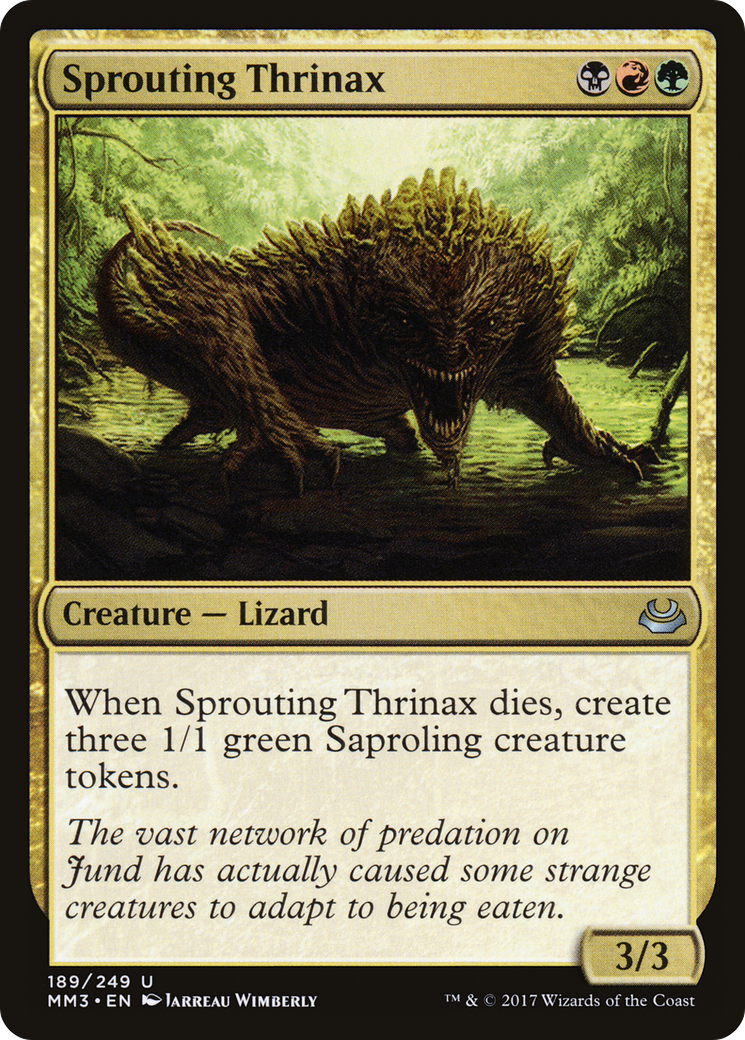 Sprouting Thrinax
Creature — Lizard
When Sprouting Thrinax dies, create
three 1/1 green Saproling creature
tokens.
The vast network of predation on
Jund has actually caused some strange
creatures to adapt to being eaten.
3/3
189/249 U
MM3 • EN Jarreau Wimberly
™ & © 2017 Wizards of the Coast